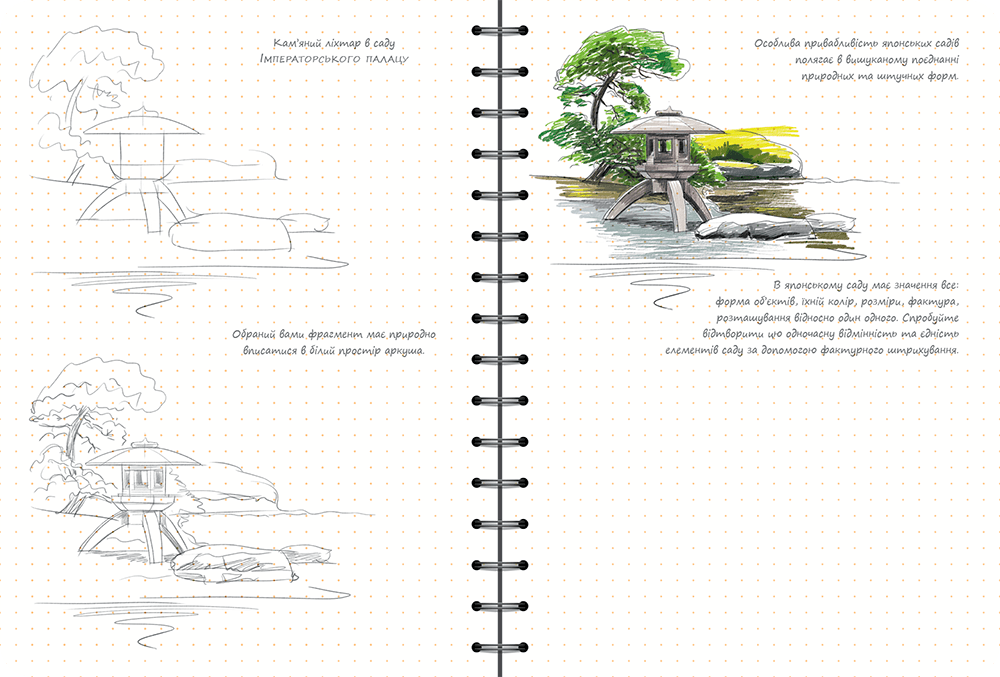 Кам'яний ліхтар в саду
Імператорського палацу
Обраний вами фрагмент має природно
вписатися в білий простір аркуша.
Особлива привабливість японських садів
полягає в вишуканому поєднанні
природних та штучних форм.
В японському саду має значення все:
форма об'єктів, їхній колір, розміри, фактура,
розташування відносно один одного. Спробуйте
відтворити цю одночасну відмінність та єдність
елементів саду за допомогою фактурного штрихування.